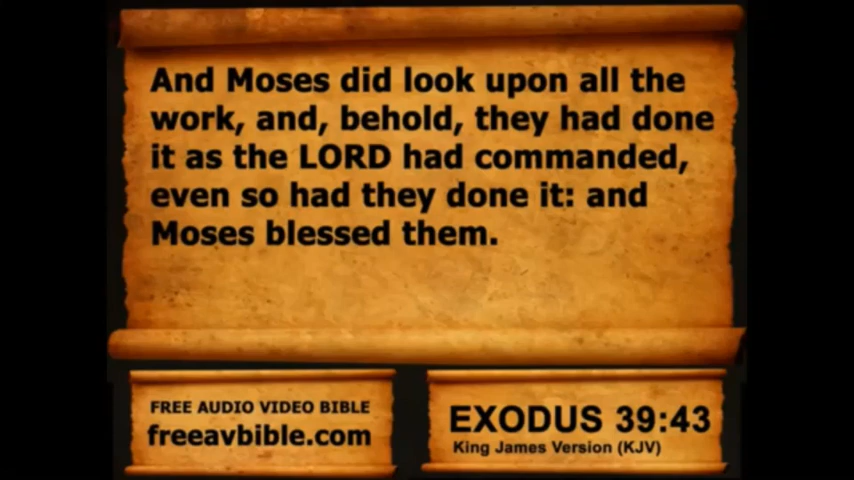 And Moses did look upon all the
work, and, behold, they had done
it as the LORD had commanded,
even so had they done it: and
Moses blessed them.
FREE AUDIO VIDEO BIBLE
freeavbible.com
EXODUS 39:43
King James Version (KJV)